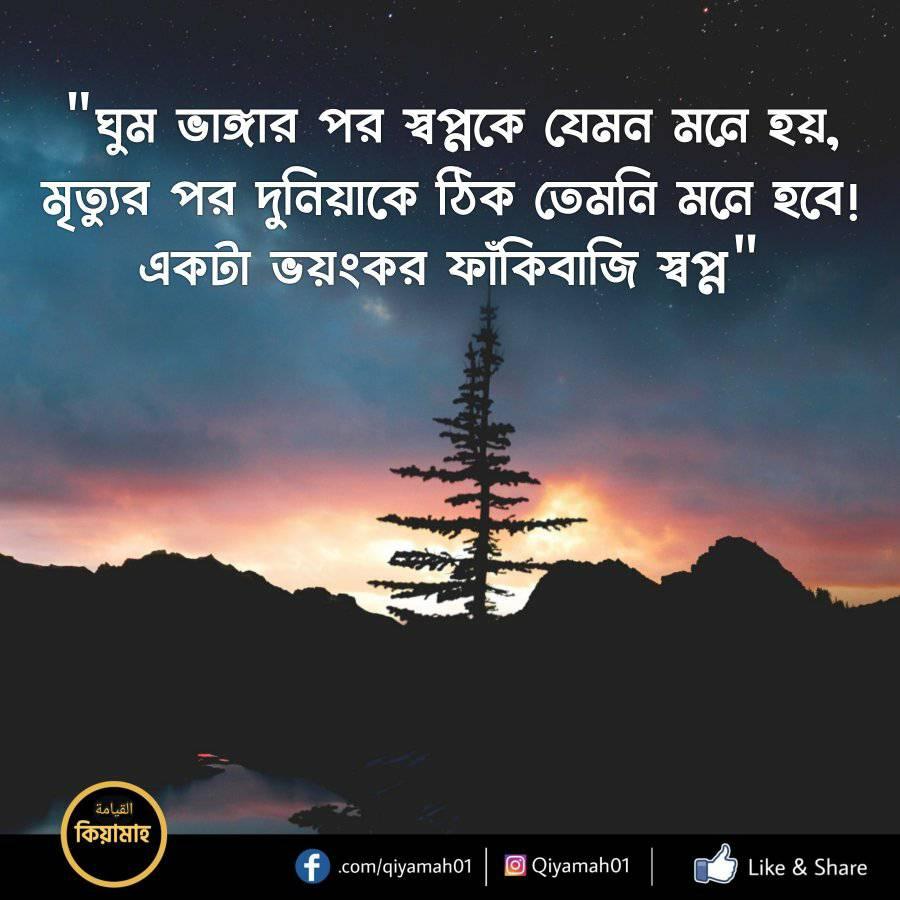 "ঘুম ভাঙ্গার পর স্বপ্নকে যেমন মনে হয়,
মৃত্যুর পর দুনিয়াকে ঠিক তেমনি মনে হবে!
একটা ভয়ংকর ফাঁকিবাজি স্বপ্ন"
القيامة
কিয়ামাহ
f .com/qiyamah01 | Qiyamah01 | Like & Share